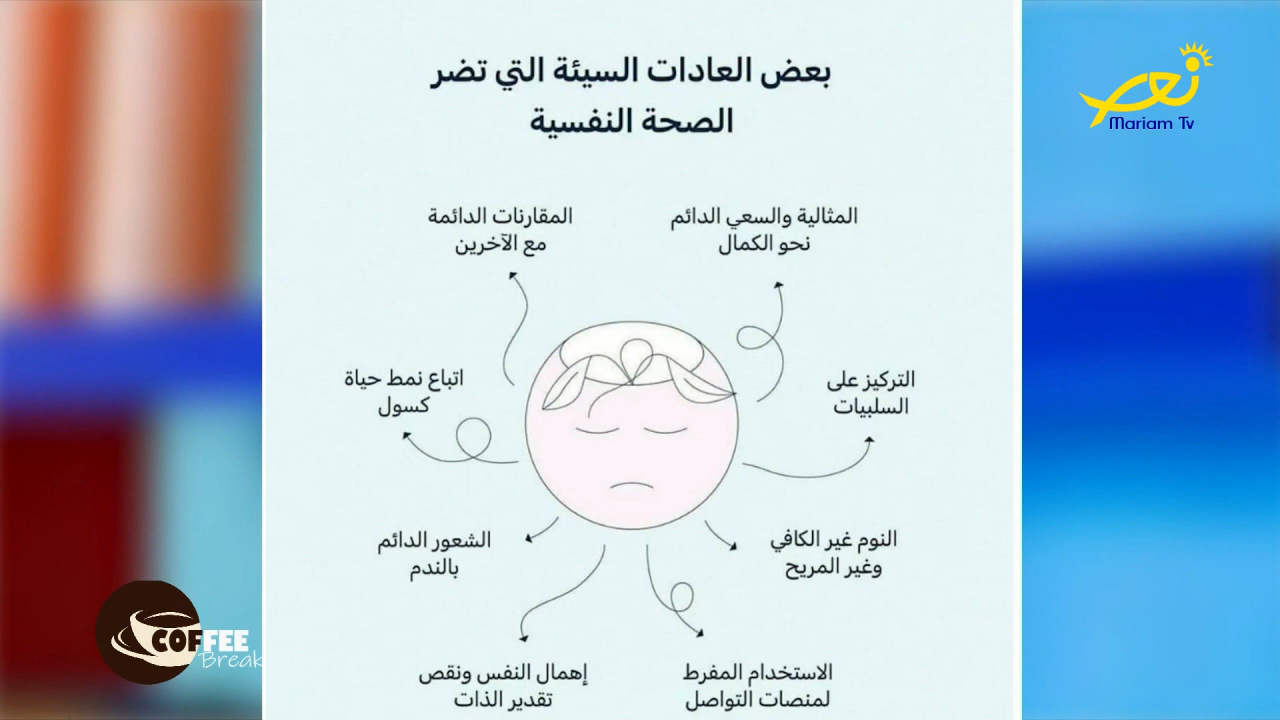 بعض العادات السيئة التي تضر
الصحة النفسية
Mariam Tv
المثالية والسعي الدائم
نحو الكمال
المقارنات الدائمة
مع الآخرين
التركيز على
السلبيات
اتباع نمط حياة
كسول
النوم غير الكافي
وغير المريح
الشعور الدائم
بالندم
الاستخدام المفرط
لمنصات التواصل
إهمال النفس ونقص
تقدير الذات
COFFEE
Break